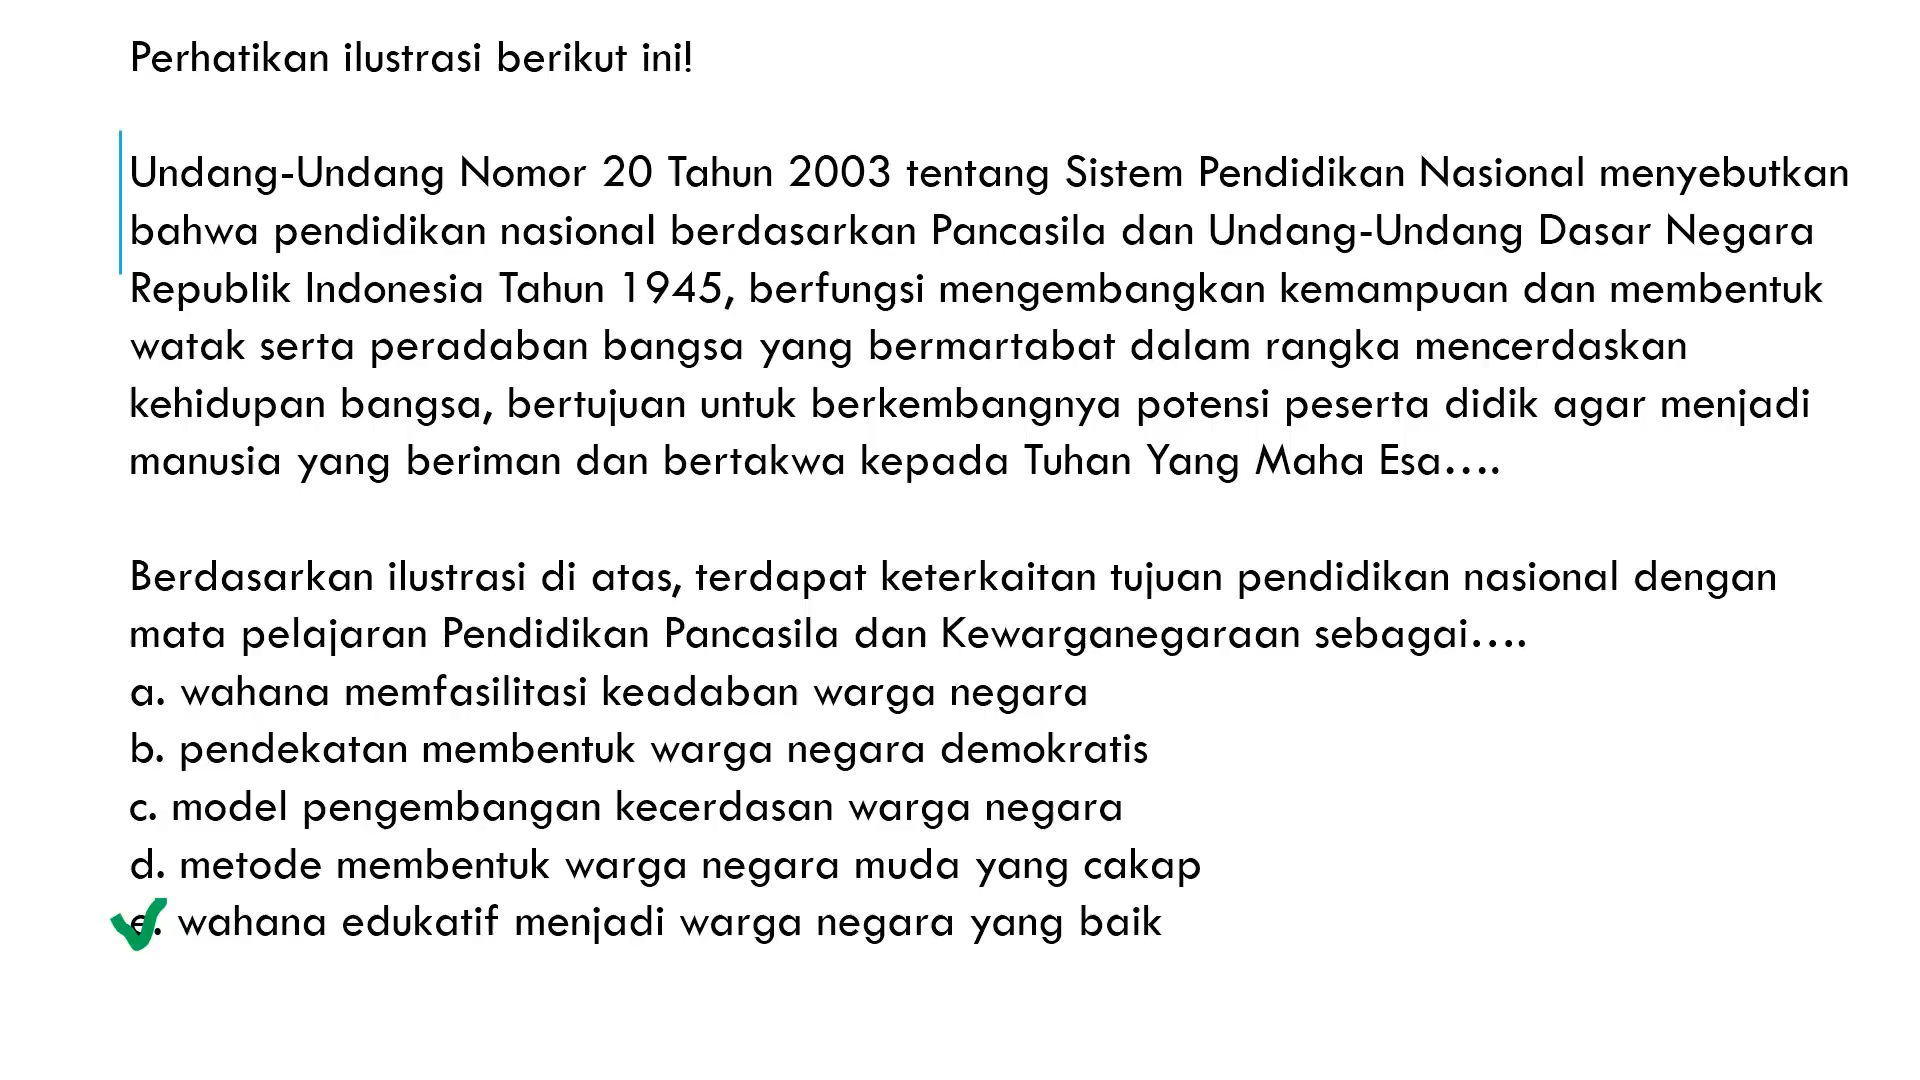 Perhatikan ilustrasi berikut ini!
Undang-Undang Nomor 20 Tahun 2003 tentang Sistem Pendidikan Nasional menyebutkan
bahwa pendidikan nasional berdasarkan Pancasila dan Undang-Undang Dasar Negara
Republik Indonesia Tahun 1945, berfungsi mengembangkan kemampuan dan membentuk
watak serta peradaban bangsa yang bermartabat dalam rangka mencerdaskan
kehidupan bangsa, bertujuan untuk berkembangnya potensi peserta didik agar menjadi
manusia yang beriman dan bertakwa kepada Tuhan Yang Maha Esa....
Berdasarkan ilustrasi di atas, terdapat keterkaitan tujuan pendidikan nasional dengan
mata pelajaran Pendidikan Pancasila dan Kewarganegaraan sebagai....
a. wahana memfasilitasi keadaban warga negara
b. pendekatan membentuk warga negara demokratis
c. model pengembangan kecerdasan warga negara
d. metode membentuk warga negara muda yang cakap
e. wahana edukatif menjadi warga negara yang baik